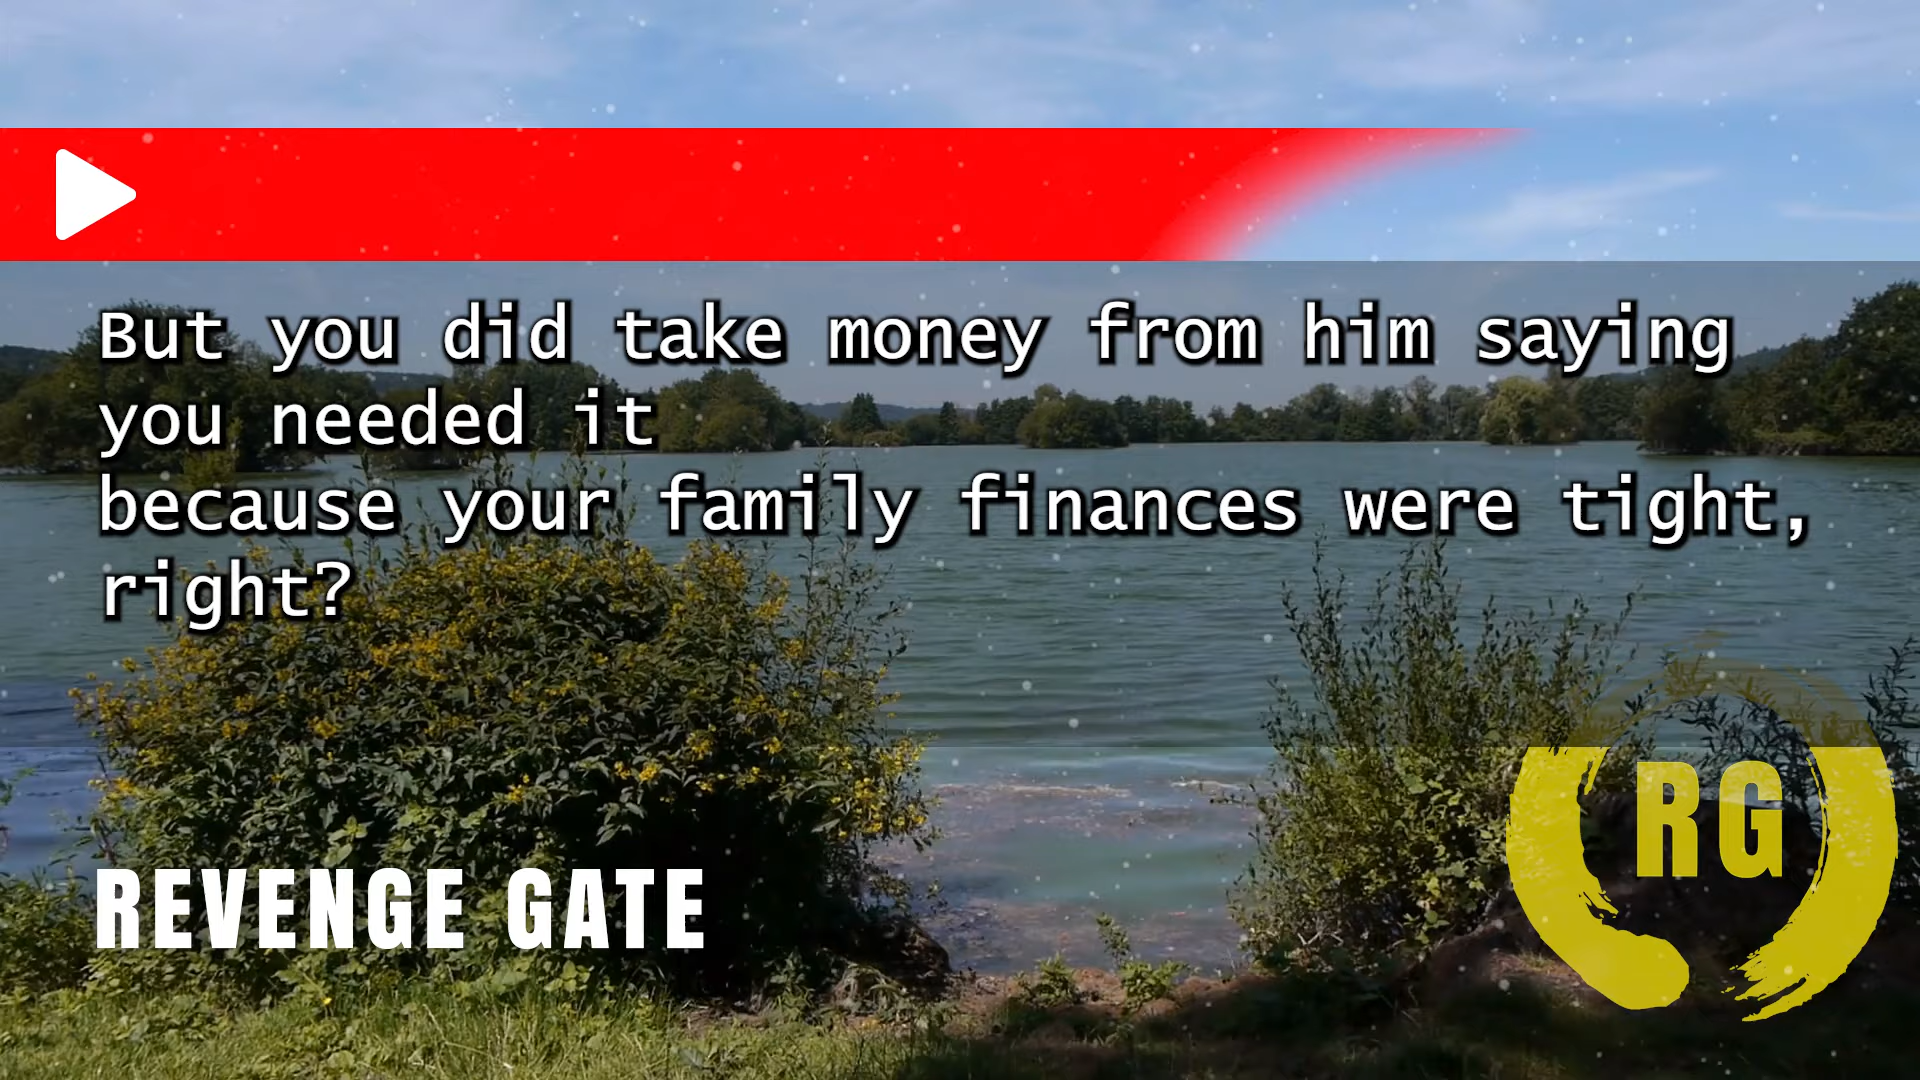 But you did take money from him saying
you needed it
because your family finances were tight,
right?
RG
REVENGE GATE